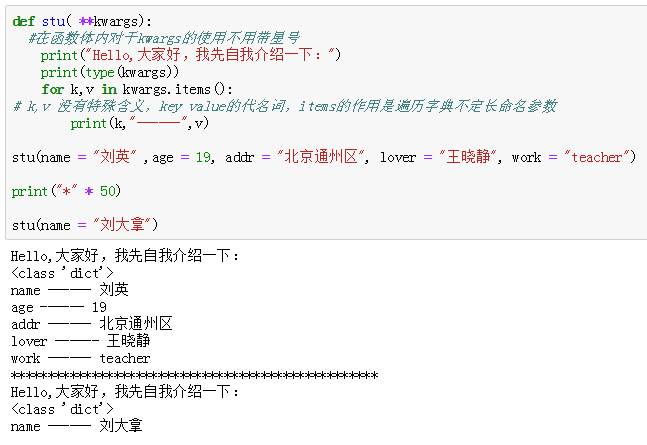 def stu( **kwargs):
#在函数体内对于kwargs的使用不用带星号
print("Hello,大家好，我先自我介绍一下：")
print(type(kwargs))
for k,v in kwargs.items():
# k,v 没有特殊含义，key value的代名词，items的作用是遍历字典不定长命名参数
print(k,"-----",v)
stu(name = "刘英" ,age = 19, addr = "北京通州区", lover = "王晓静", work = "teacher")
print("*" * 50)
stu(name = "刘大拿")
Hello,大家好，我先自我介绍一下：
<class 'dict'>
name ----- 刘英
age ----- 19
addr ----- 北京通州区
lover ----- 王晓静
work ----- teacher
**************************************************
Hello,大家好，我先自我介绍一下：
<class 'dict'>
name ----- 刘大拿